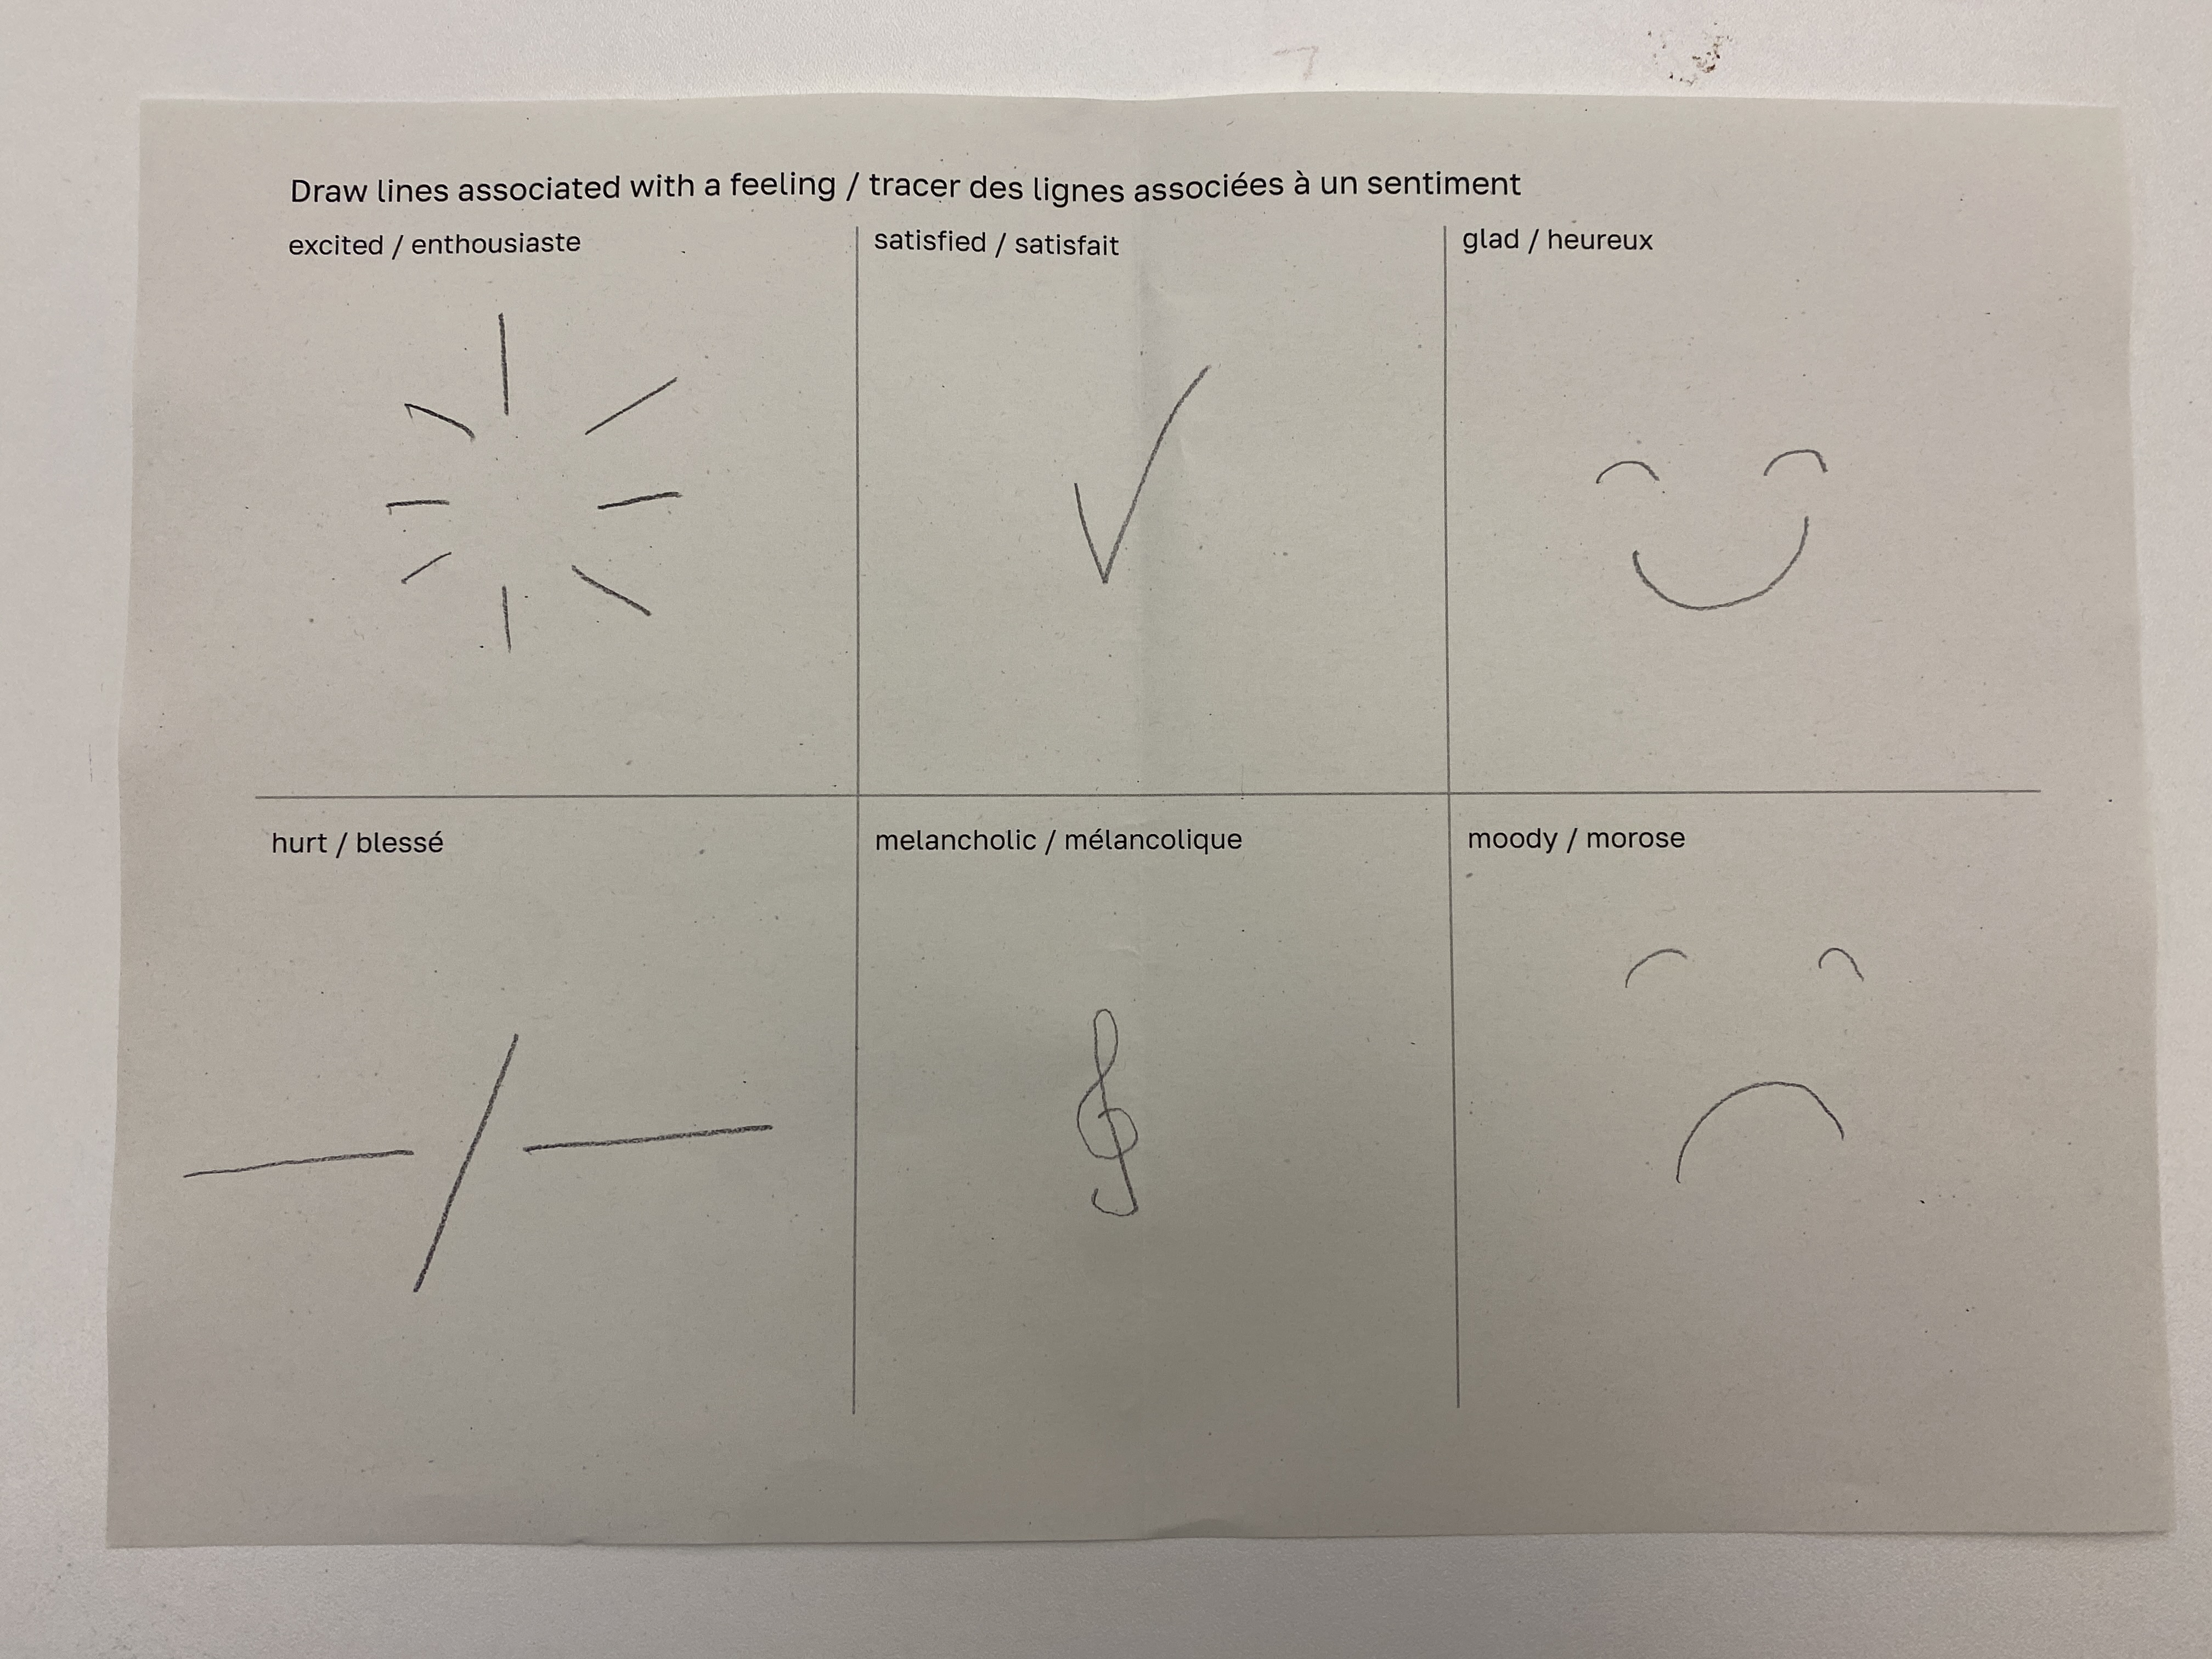 Draw lines associated with a feeling / tracer des lignes associées à un sentiment
excited / enthousiaste
satisfied / satisfait
glad / heureux
hurt / blessé
melancholic / mélancolique
moody / morose